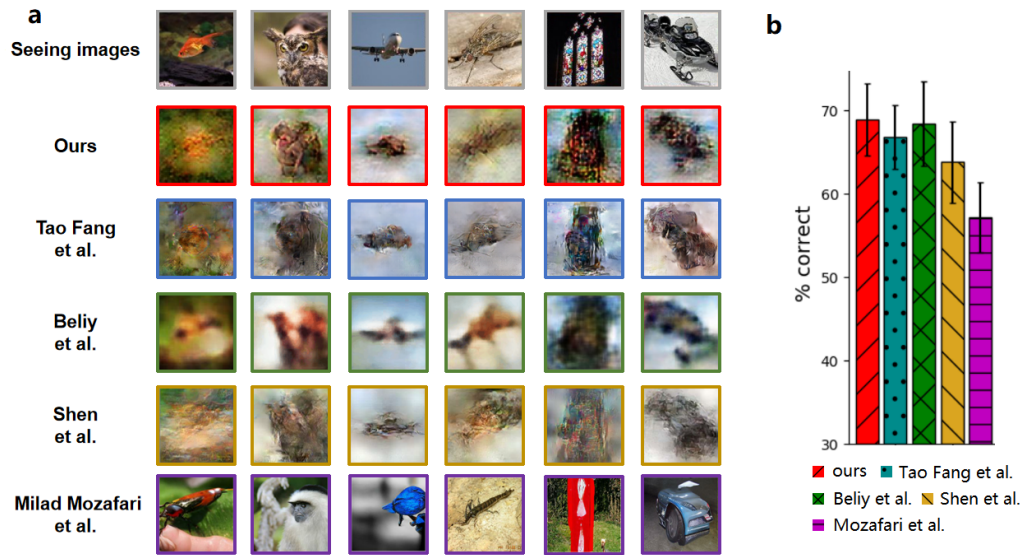 a
Seeing images
Ours
Tao Fang
et al.
Beliy
et al.
Shen
et al.
Milad Mozafari
et al.
b
% correct
70
60
50
40
30
ours
Tao Fang et al.
Beliy et al.
Shen et al.
Mozafari et al.